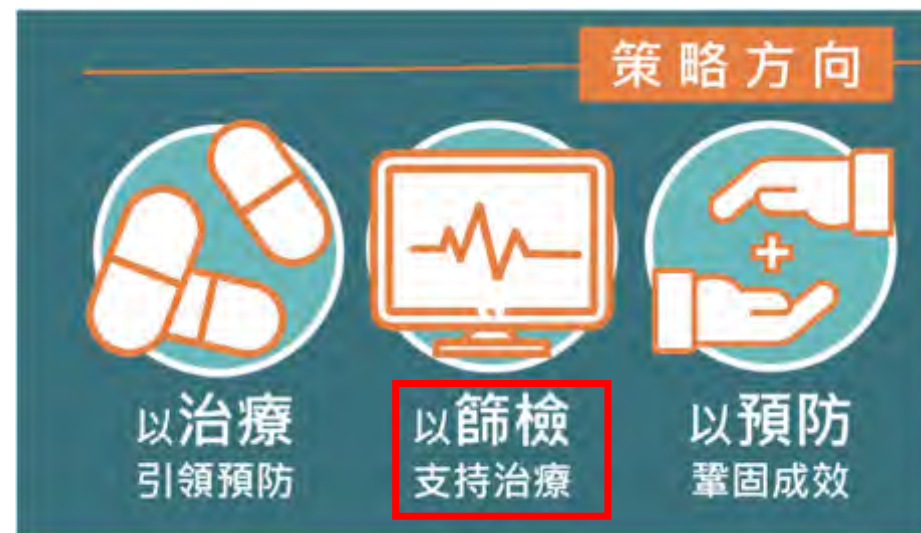 策略方向
以治療
引領預防
以篩檢
支持治療
以預防
鞏固成效